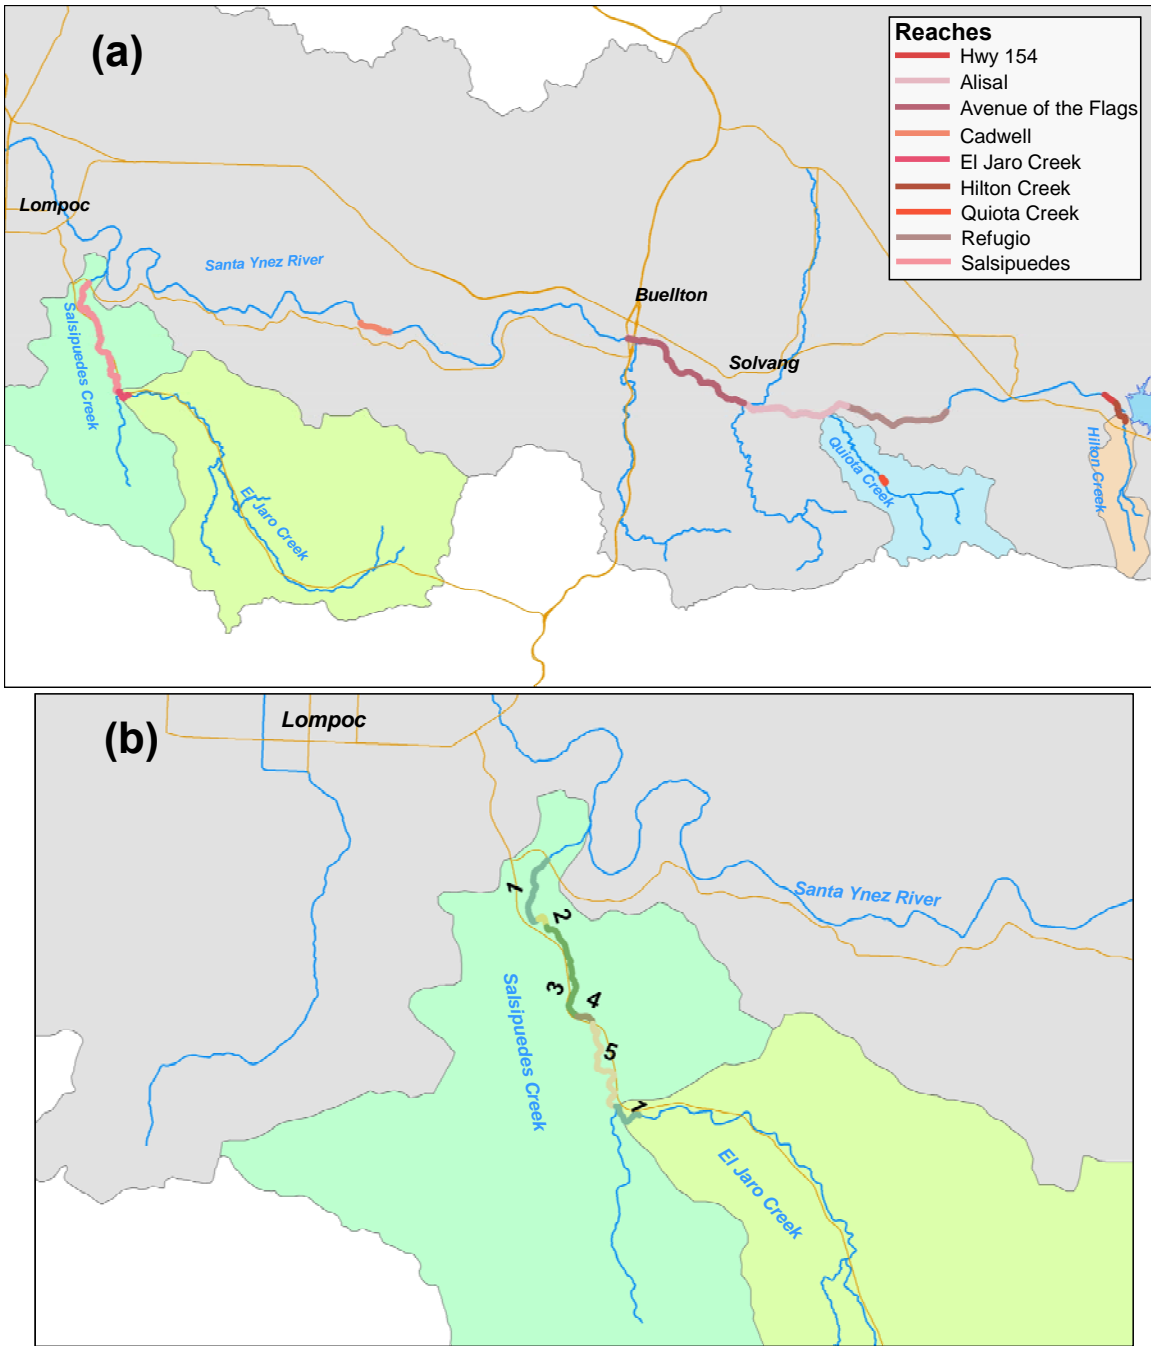 (a)
Reaches
Hwy 154
Alisal
Avenue of the Flags
Cadwell
El Jaro Creek
Hilton Creek
Quiota Creek
Refugio
Salsipuedes
Lompoc
Santa Ynez River
Buellton
Solvang
Salsipuedes Creek
El Jaro Creek
Quiota Creek
Hilton Creek
(b)
Lompoc
Santa Ynez River
1
2
3
4
5
1
Salsipuedes Creek
El Jaro Creek